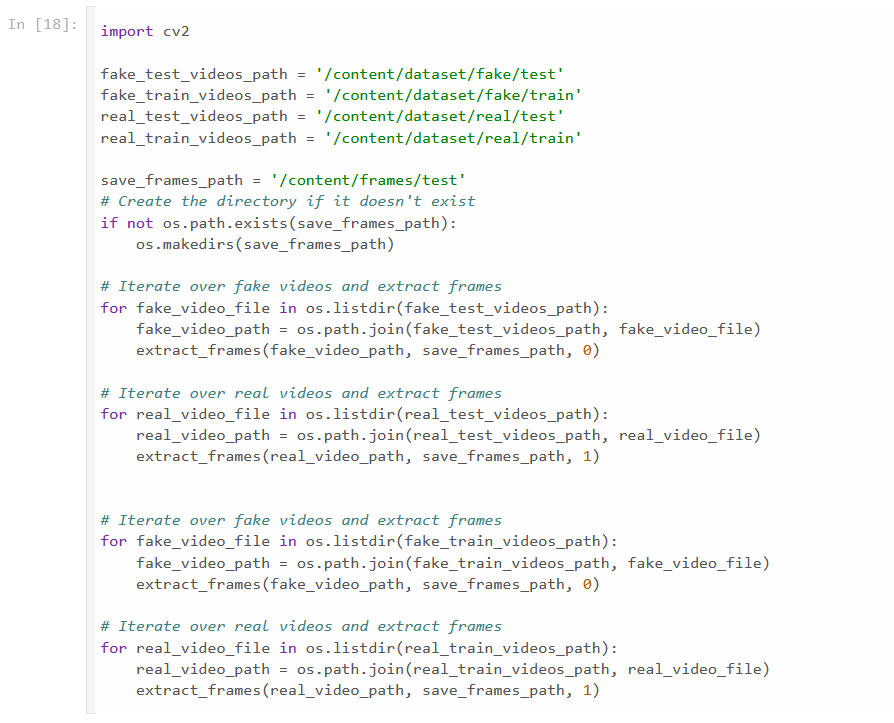 In [18]:
import cv2
fake_test_videos_path = '/content/dataset/fake/test'
fake_train_videos_path = '/content/dataset/fake/train'
real_test_videos_path = '/content/dataset/real/test'
real_train_videos_path = '/content/dataset/real/train'
save_frames_path = '/content/frames/test'
# Create the directory if it doesn't exist
if not os.path.exists(save_frames_path):
    os.makedirs(save_frames_path)
# Iterate over fake videos and extract frames
for fake_video_file in os.listdir(fake_test_videos_path):
    fake_video_path = os.path.join(fake_test_videos_path, fake_video_file)
    extract_frames(fake_video_path, save_frames_path, 0)
# Iterate over real videos and extract frames
for real_video_file in os.listdir(real_test_videos_path):
    real_video_path = os.path.join(real_test_videos_path, real_video_file)
    extract_frames(real_video_path, save_frames_path, 1)
# Iterate over fake videos and extract frames
for fake_video_file in os.listdir(fake_train_videos_path):
    fake_video_path = os.path.join(fake_train_videos_path, fake_video_file)
    extract_frames(fake_video_path, save_frames_path, 0)
# Iterate over real videos and extract frames
for real_video_file in os.listdir(real_train_videos_path):
    real_video_path = os.path.join(real_train_videos_path, real_video_file)
    extract_frames(real_video_path, save_frames_path, 1)